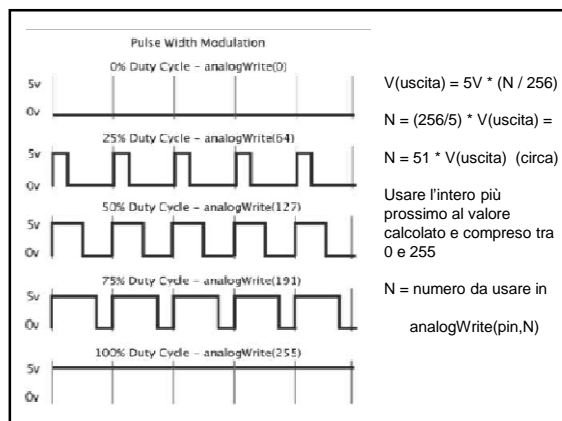 Pulse Width Modulation
0% Duty Cycle – analogWrite(0)
5v
0v
25% Duty Cycle – analogWrite(64)
5v
0v
50% Duty Cycle – analogWrite(127)
5v
0v
75% Duty Cycle – analogWrite(191)
5v
0v
100% Duty Cycle – analogWrite(255)
5v
0v
V(uscita) = 5V * (N / 256)
N = (256/5) * V(uscita) =
N = 51 * V(uscita) (circa)
Usare l'intero più
prossimo al valore
calcolato e compreso tra
0 e 255
N = numero da usare in
analogWrite(pin,N)